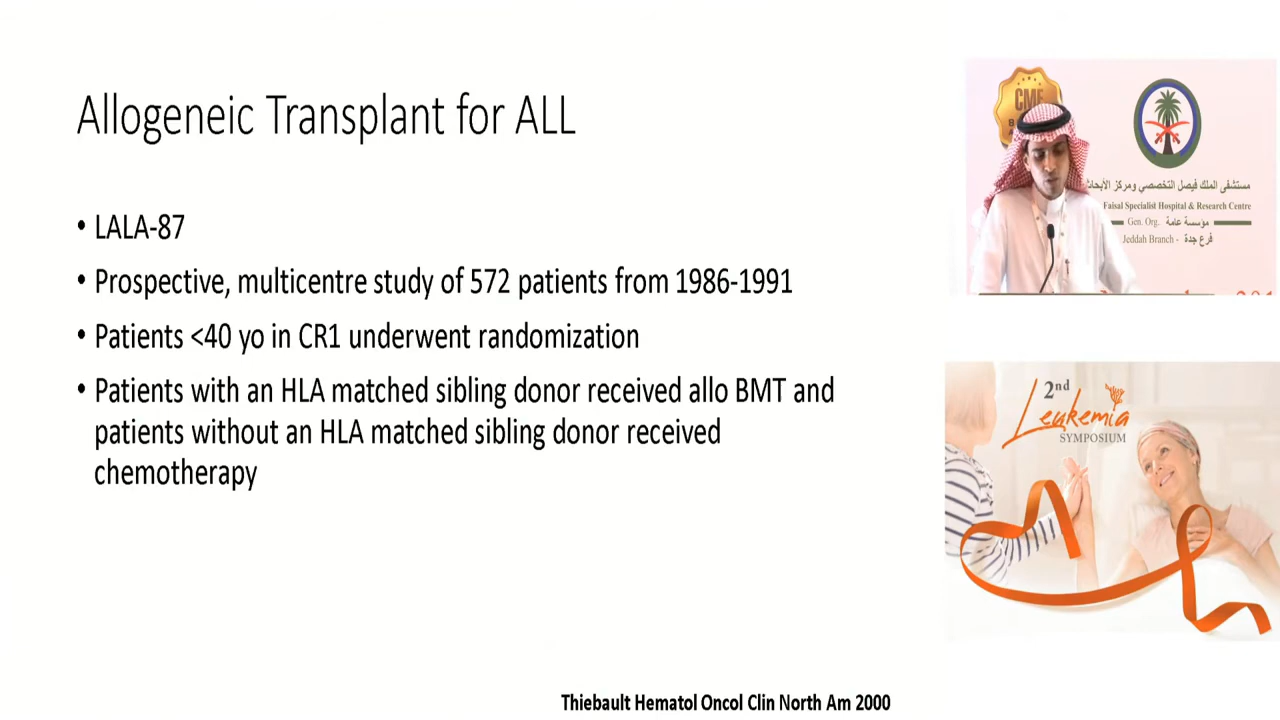 Allogeneic Transplant for ALL
• LALA-87
• Prospective, multicentre study of 572 patients from 1986-1991
• Patients <40 yo in CR1 underwent randomization
• Patients with an HLA matched sibling donor received allo BMT and
patients without an HLA matched sibling donor received
chemotherapy
Thiebault Hematol Oncol Clin North Am 2000
CME
مستشفى الملك فيصل التخصصي ومركز الأبحاث
Faisal Specialist Hospital & Research Centre
Gen. Org. مؤسسة عامة
Jeddah Branch - فرع جدة
2nd
Leukemia
SYMPOSIUM